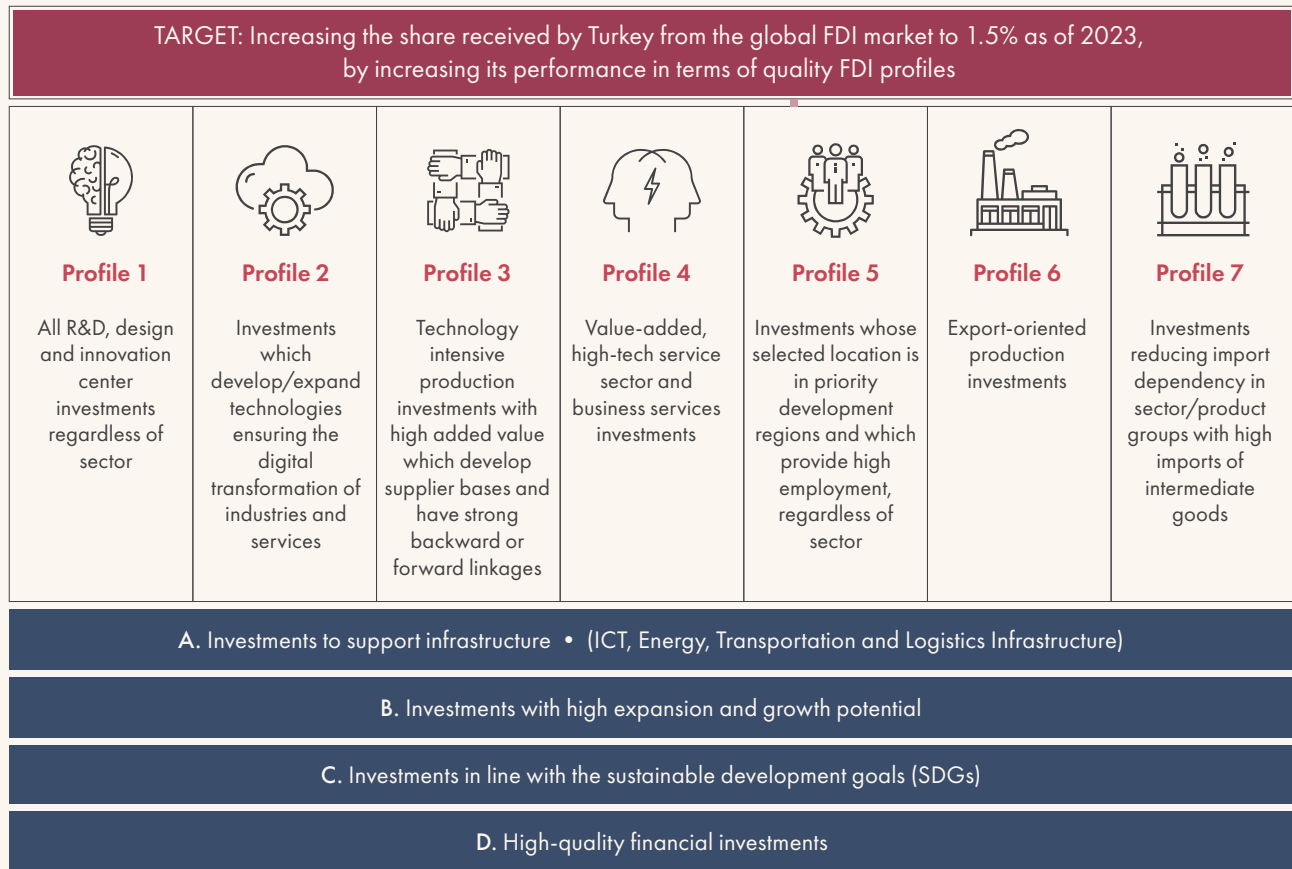 TARGET: Increasing the share received by Turkey from the global FDI market to 1.5% as of 2023,
by increasing its performance in terms of quality FDI profiles
Profile 1
All R&D, design
and innovation
center
investments
regardless of
sector
Profile 2
Investments
which
develop/expand
technologies
ensuring the
digital
transformation of
industries and
services
Profile 3
Technology
intensive
production
investments with
high added value
which develop
supplier bases and
have strong
backward or
forward linkages
Profile 4
Value-added,
high-tech service
sector and
business services
investments
Profile 5
Investments whose
selected location is
in priority
development
regions and which
provide high
employment,
regardless of
sector
Profile 6
Export-oriented
production
investments
Profile 7
Investments
reducing import
dependency in
sector/product
groups with high
imports of
intermediate
goods
A. Investments to support infrastructure • (ICT, Energy, Transportation and Logistics Infrastructure)
B. Investments with high expansion and growth potential
C. Investments in line with the sustainable development goals (SDGs)
D. High-quality financial investments